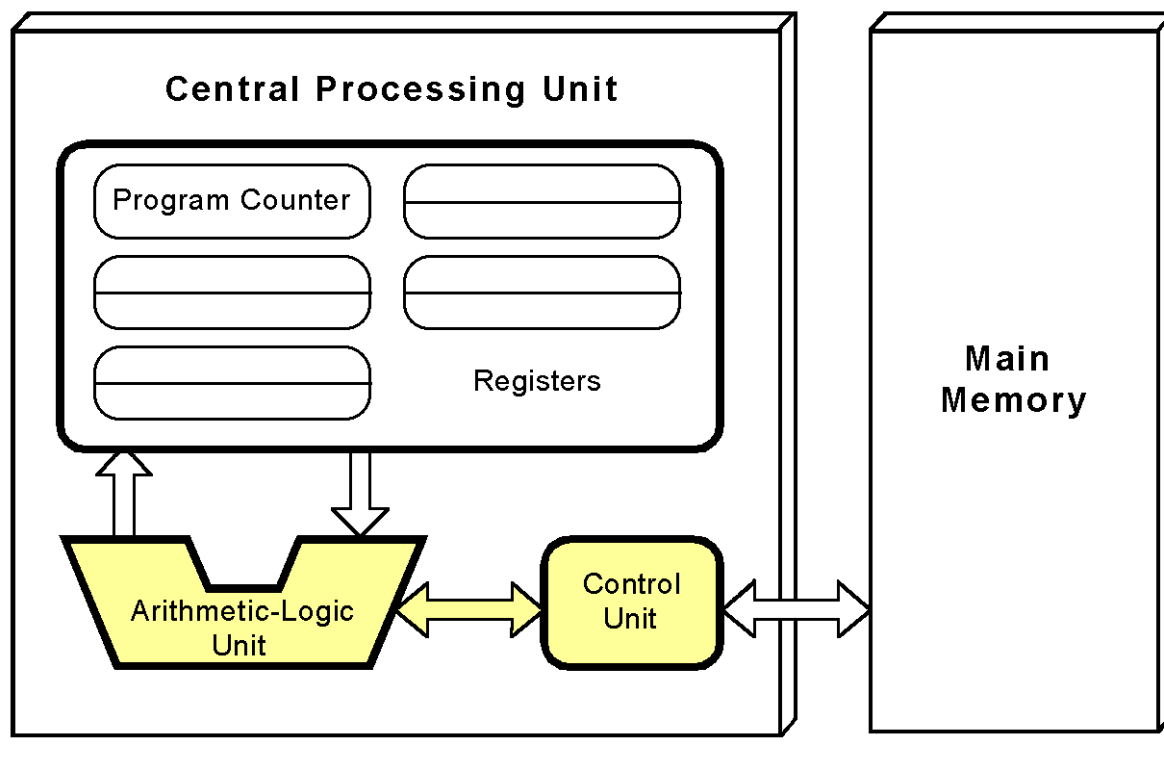 Central Processing Unit
Program Counter
Registers
Main
Memory
Arithmetic-Logic
Unit
Control
Unit